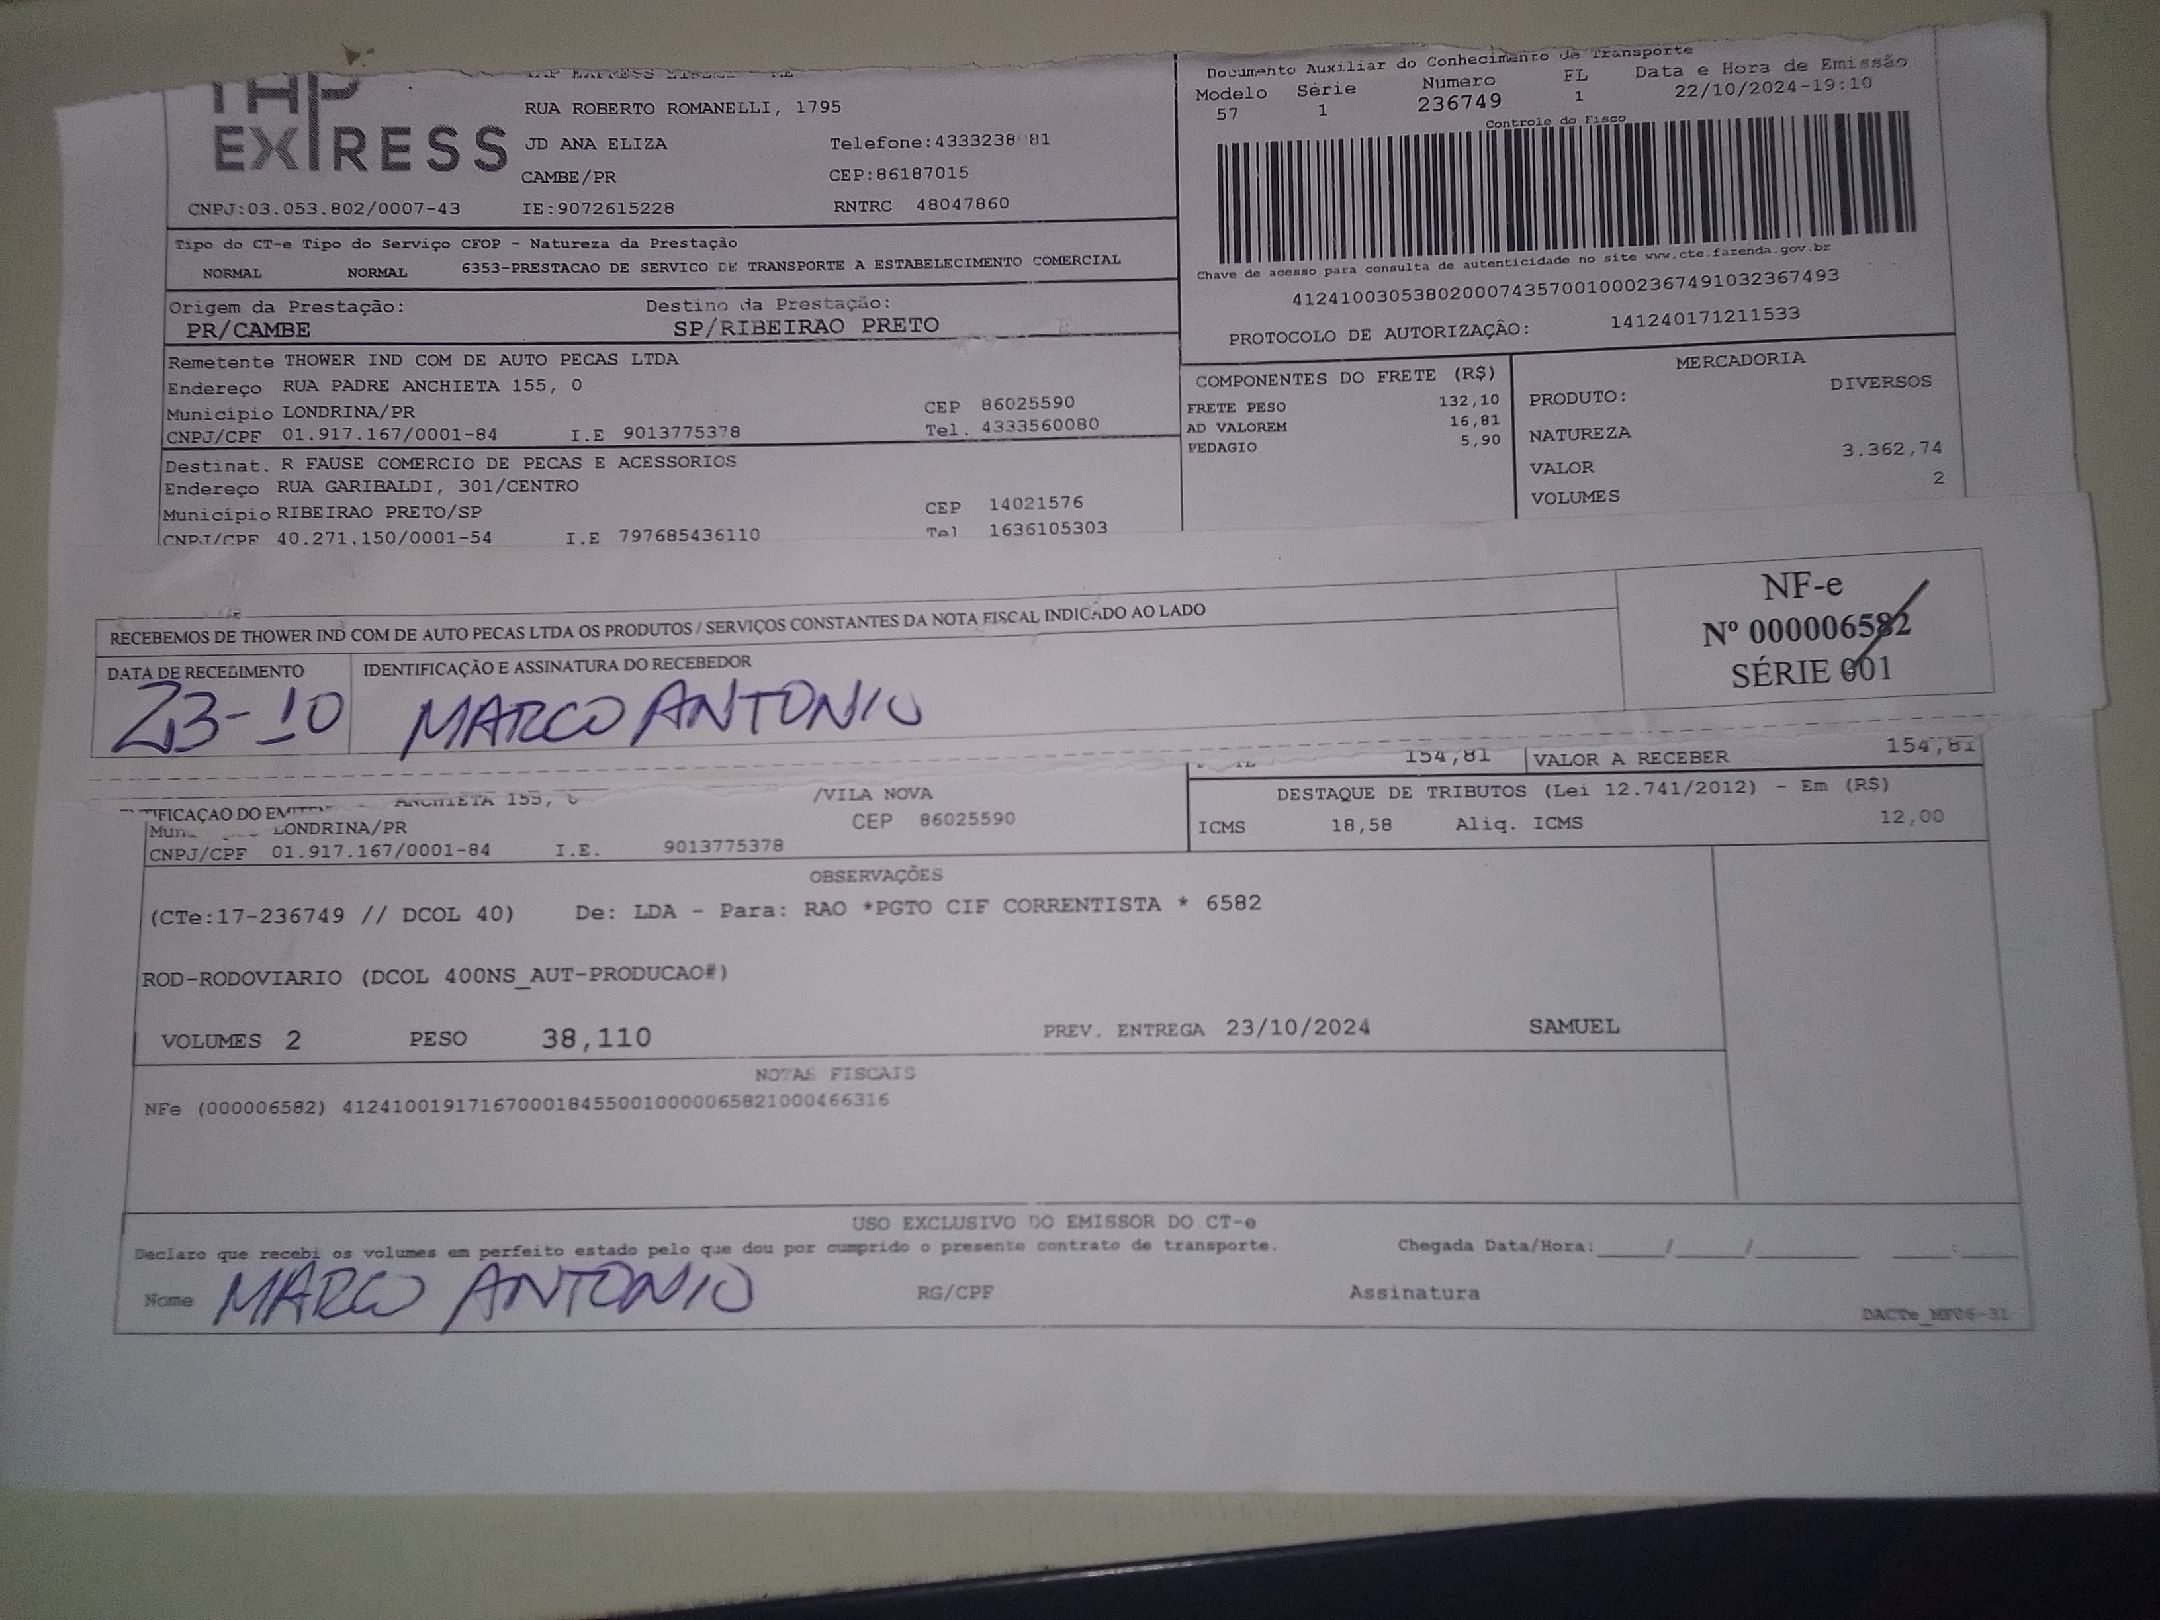 EXPRESS
RUA ROBERTO ROMANELLI, 1795
JD ANA ELIZA Telefone:4333238 81
CAMBE/PR CEP:86187015
CNPJ:03.053.802/0007-43 IE:9072615228 RNTRC 48047860
Tipo do CT-e Tipo do Serviço CFOP - Natureza da Prestação
NORMAL NORMAL 6353-PRESTACAO DE SERVICO DE TRANSPORTE A ESTABELECIMENTO COMERCIAL
Origem da Prestação: Destino da Prestação:
PR/CAMBE SP/RIBEIRAO PRETO
Remetente THOWER IND COM DE AUTO PECAS LTDA
Endereço RUA PADRE ANCHIETA 155, 0
Município LONDRINA/PR CEP 86025590
CNPJ/CPF 01.917.167/0001-84 I.E 9013775378 Tel. 4333560080
Destinat. R FAUSE COMERCIO DE PECAS E ACESSORIOS
Endereço RUA GARIBALDI, 301/CENTRO
Município RIBEIRAO PRETO/SP CEP 14021576
CNPJ/CPF 40.271.150/0001-54 I.E 797685436110 Tel 1636105303
Documento Auxiliar do Conhecimento de Transporte
Modelo Série Numero FL Data e Hora de Emissão
57 1 236749 1 22/10/2024-19:10
Controle do Fisco
Chave de acesso para consulta de autenticidade no site www.cte.fazenda.gov.br
41241003053802000743570010002367491032367493
PROTOCOLO DE AUTORIZAÇÃO: 141240171211533
COMPONENTES DO FRETE (R$)
FRETE PESO 132,10
AD VALOREM 16,81
PEDAGIO 5,90
MERCADORIA
PRODUTO: DIVERSOS
NATUREZA
VALOR 3.362,74
VOLUMES 2
RECEBEMOS DE THOWER IND COM DE AUTO PECAS LTDA OS PRODUTOS / SERVIÇOS CONSTANTES DA NOTA FISCAL INDICADO AO LADO
DATA DE RECEBIMENTO IDENTIFICAÇÃO E ASSINATURA DO RECEBEDOR
23-10 MARCO ANTONIO
NF-e
Nº 000006582
SÉRIE 001
154,81 VALOR A RECEBER 154,81
ANCHIETA 155, 0 /VILA NOVA
LONDRINA/PR CEP 86025590
CNPJ/CPF 01.917.167/0001-84 I.E. 9013775378
DESTAQUE DE TRIBUTOS (Lei 12.741/2012) - Em (R$)
ICMS 18,58 Aliq. ICMS 12,00
OBSERVAÇÕES
(CTe:17-236749 // DCOL 40) De: LDA - Para: RAO *PGTO CIF CORRENTISTA * 6582
ROD-RODOVIARIO (DCOL 400NS_AUT-PRODUCAO#)
VOLUMES 2 PESO 38,110 PREV. ENTREGA 23/10/2024 SAMUEL
NOTAS FISCAIS
NFe (000006582) 41241001917167000184550010000065821000466316
USO EXCLUSIVO DO EMISSOR DO CT-e
Declaro que recebi os volumes em perfeito estado pelo que dou por cumprido o presente contrato de transporte. Chegada Data/Hora:____/____/________ ____:____
Nome MARCO ANTONIO RG/CPF Assinatura